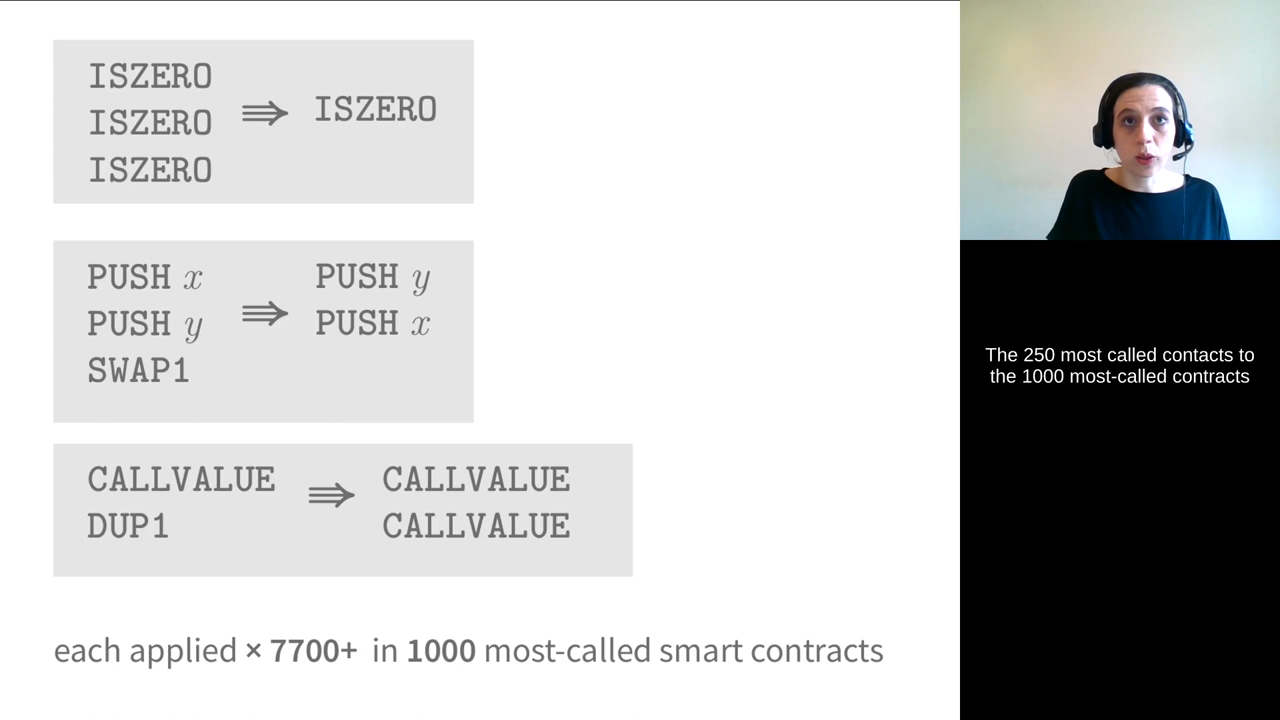 ISZERO
ISZERO ⇛ ISZERO
ISZERO
PUSH x PUSH y
PUSH y ⇛ PUSH x
SWAP1
CALLVALUE ⇛ CALLVALUE
DUP1 CALLVALUE
each applied × 7700+ in 1000 most-called smart contracts
The 250 most called contacts to
the 1000 most-called contracts